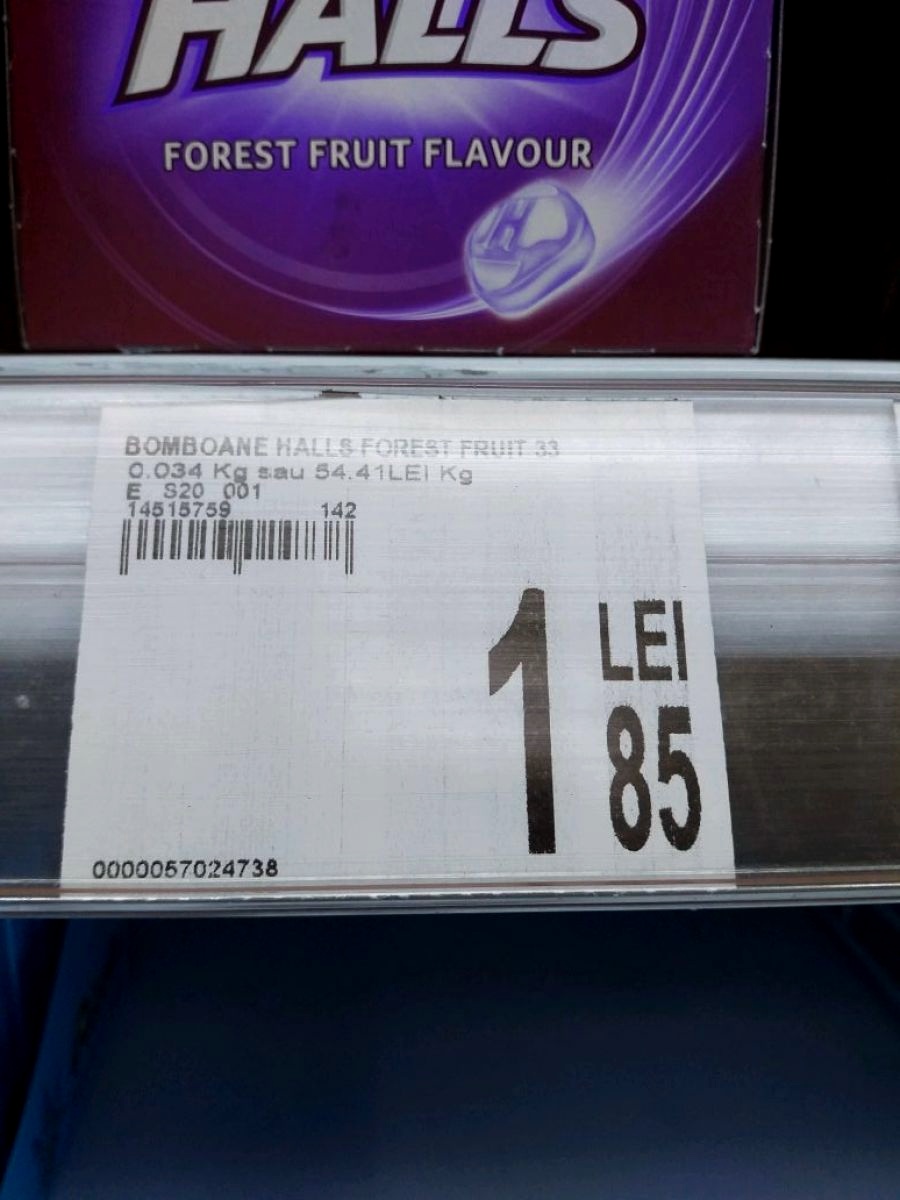 HALLS
FOREST FRUIT FLAVOUR
H
BOMBOANE HALLS FOREST FRUIT 33
0.034 Kg sau 54.41LEI Kg
E S20 001
14515759 142
1 LEI
85
0000057024738